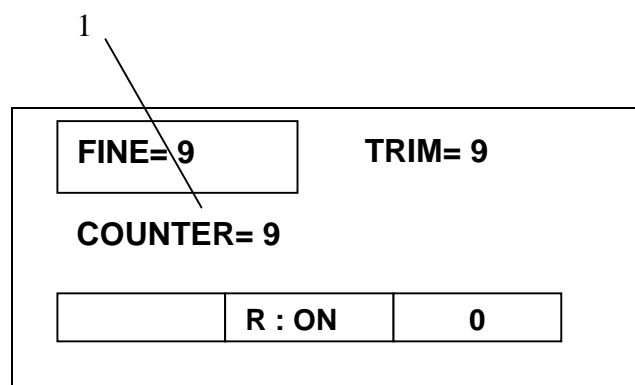 1
FINE= 9 TRIM= 9
COUNTER= 9
R : ON 0